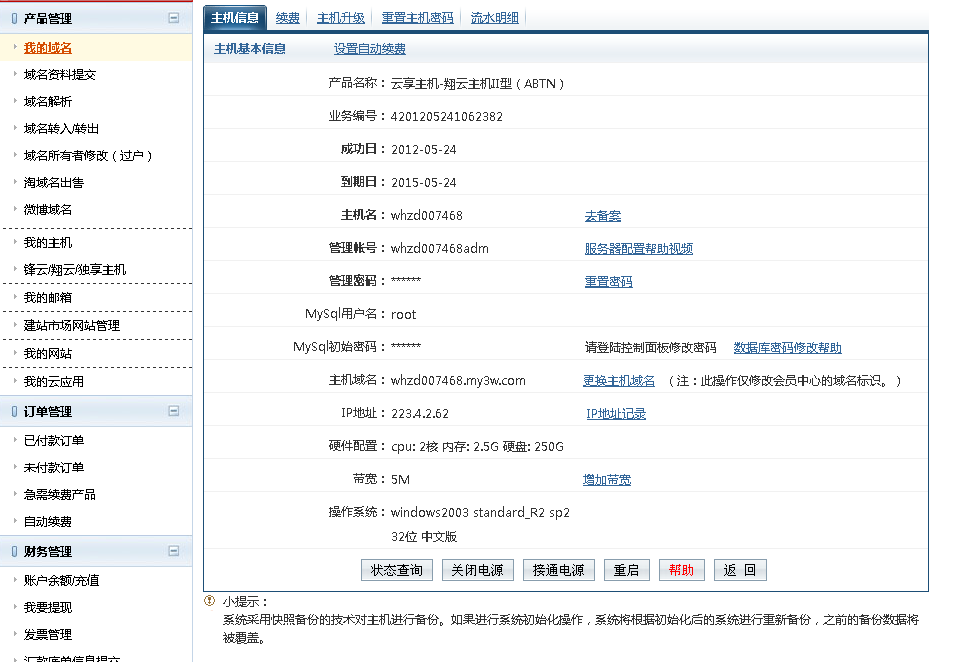 产品管理
我的域名
域名资料提交
域名解析
域名转入/转出
域名所有者修改（过户）
淘域名出售
微博域名
我的主机
锋云/翔云/独享主机
我的邮箱
建站市场网站管理
我的网站
我的云应用
订单管理
已付款订单
未付款订单
急需续费产品
自动续费
财务管理
账户余额/充值
我要提现
发票管理
汇款底单信息提交
主机信息 续费 主机升级 重置主机密码 流水明细
主机基本信息 设置自动续费
产品名称： 云享主机-翔云主机II型（ABTN）
业务编号： 4201205241062382
成功日： 2012-05-24
到期日： 2015-05-24
主机名： whzd007468 去备案
管理帐号： whzd007468adm 服务器配置帮助视频
管理密码： ****** 重置密码
MySql用户名： root
MySql初始密码： ****** 请登陆控制面板修改密码 数据库密码修改帮助
主机域名： whzd007468.my3w.com 更换主机域名 （注：此操作仅修改会员中心的域名标识。）
IP地址： 223.4.2.62 IP地址记录
硬件配置： cpu: 2核 内存: 2.5G 硬盘: 250G
带宽： 5M 增加带宽
操作系统： windows2003 standard_R2 sp2
32位 中文版
状态查询 关闭电源 接通电源 重启 帮助 返 回
小提示：
系统采用快照备份的技术对主机进行备份。如果进行系统初始化操作，系统将根据初始化后的系统进行重新备份，之前的备份数据将
被覆盖。